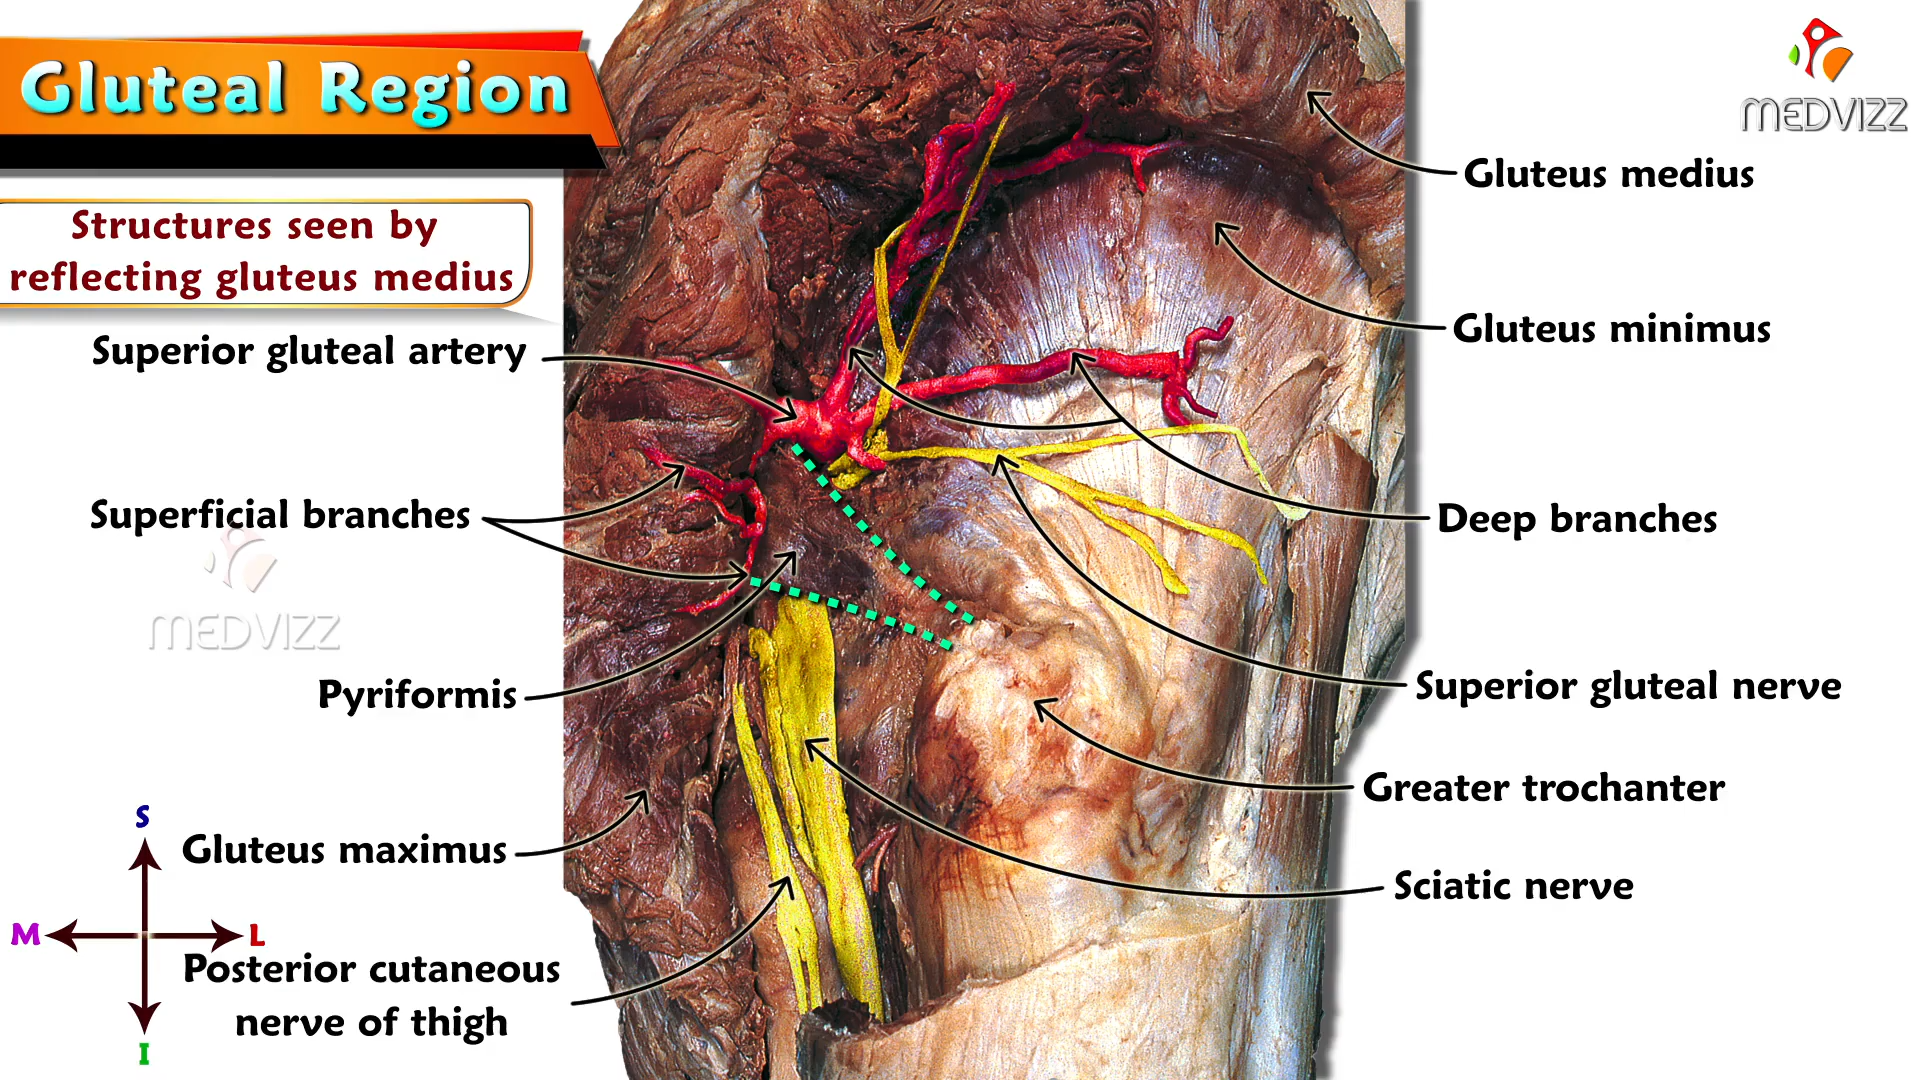 Gluteal Region
MEDVIZZ
Structures seen by
reflecting gluteus medius
Gluteus medius
Gluteus minimus
Superior gluteal artery
Superficial branches
Deep branches
MEDVIZZ
Pyriformis
Superior gluteal nerve
Greater trochanter
Gluteus maximus
Sciatic nerve
S
M
L
I
Posterior cutaneous
nerve of thigh